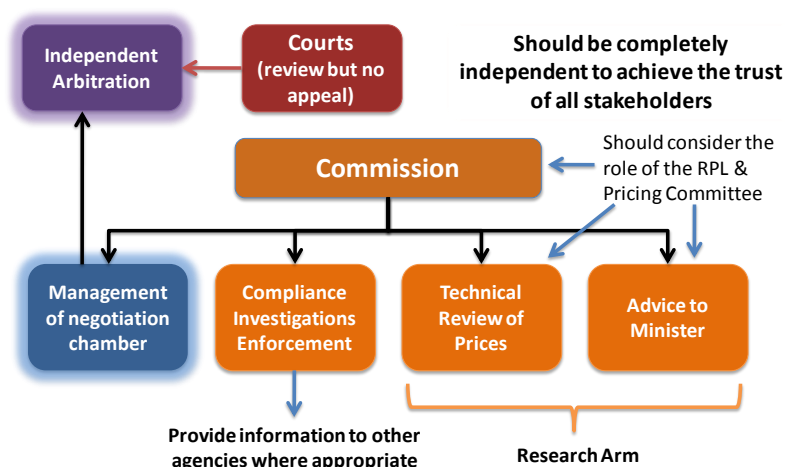 Independent
Arbitration
Courts
(review but no
appeal)
Should be completely
independent to achieve the trust
of all stakeholders
Commission
Should consider the
role of the RPL &
Pricing Committee
Management
of negotiation
chamber
Compliance
Investigations
Enforcement
Technical
Review of
Prices
Advice to
Minister
Provide information to other
agencies where appropriate
Research Arm